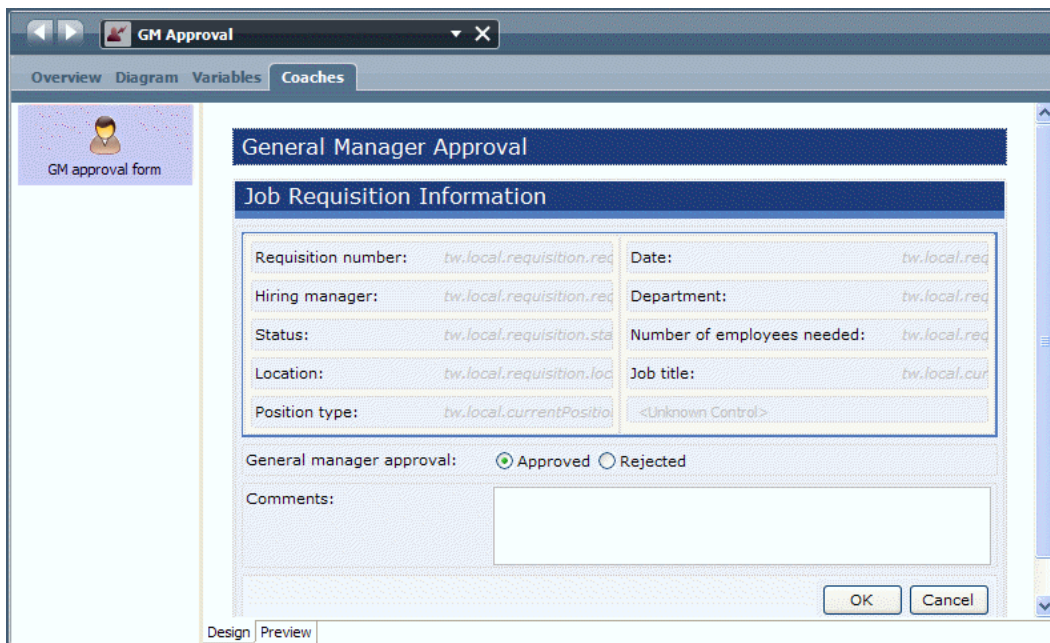 GM Approval
Overview Diagram Variables Coaches
GM approval form
General Manager Approval
Job Requisition Information
Requisition number: tw.local.requisition.req Date: tw.local.req
Hiring manager: tw.local.requisition.req Department: tw.local.req
Status: tw.local.requisition.sta Number of employees needed: tw.local.req
Location: tw.local.requisition.loc Job title: tw.local.cur
Position type: tw.local.currentPositio <Unknown Control>
General manager approval: Approved Rejected
Comments:
OK Cancel
Design Preview